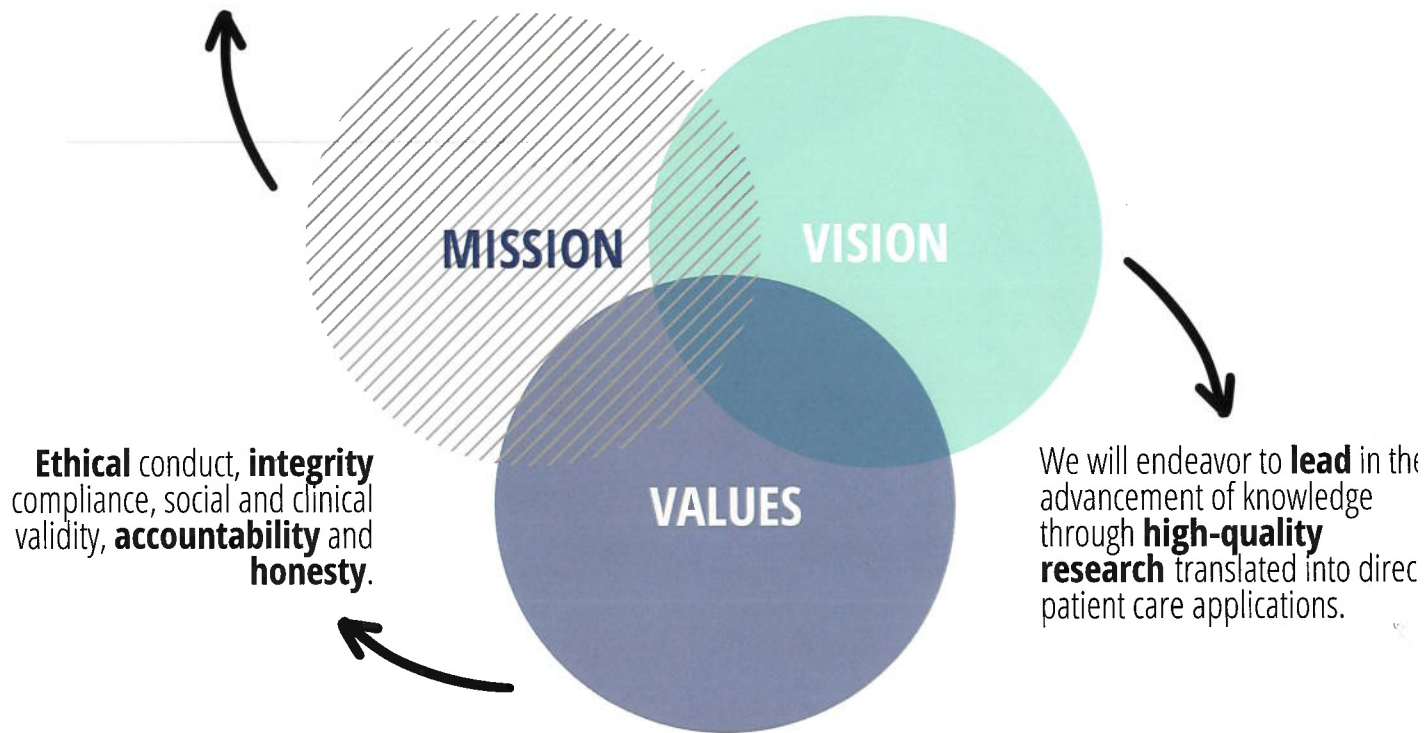 MISSION
VISION
VALUES
Ethical conduct, integrity
compliance, social and clinical
validity, accountability and
honesty.
We will endeavor to lead in the
advancement of knowledge
through high-quality
research translated into direc
patient care applications.